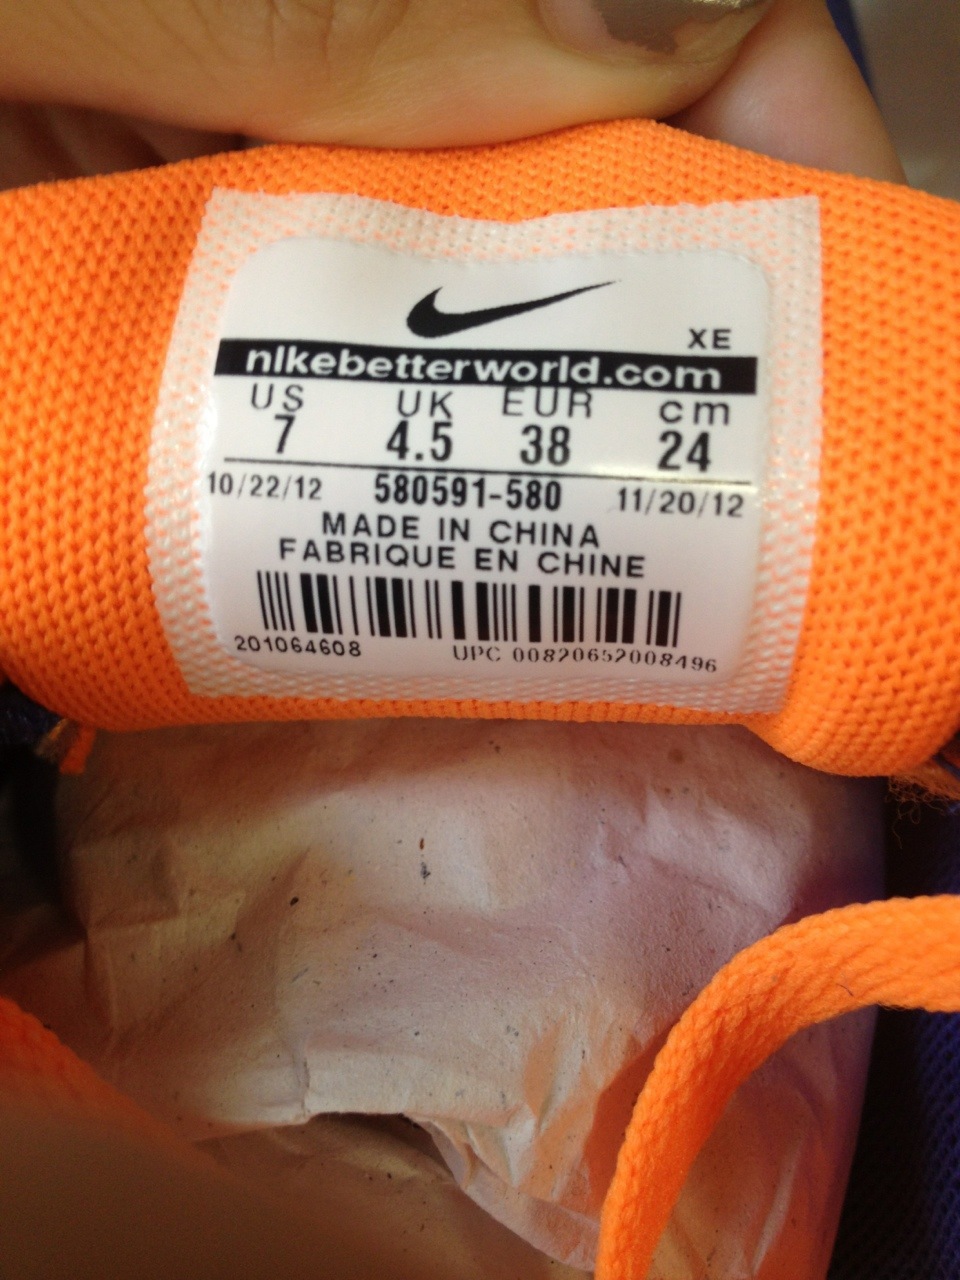 XE
nikebetterworld.com
US UK EUR cm
7 4.5 38 24
10/22/12 580591-580 11/20/12
MADE IN CHINA
FABRIQUE EN CHINE
201064608 UPC 00820652008496